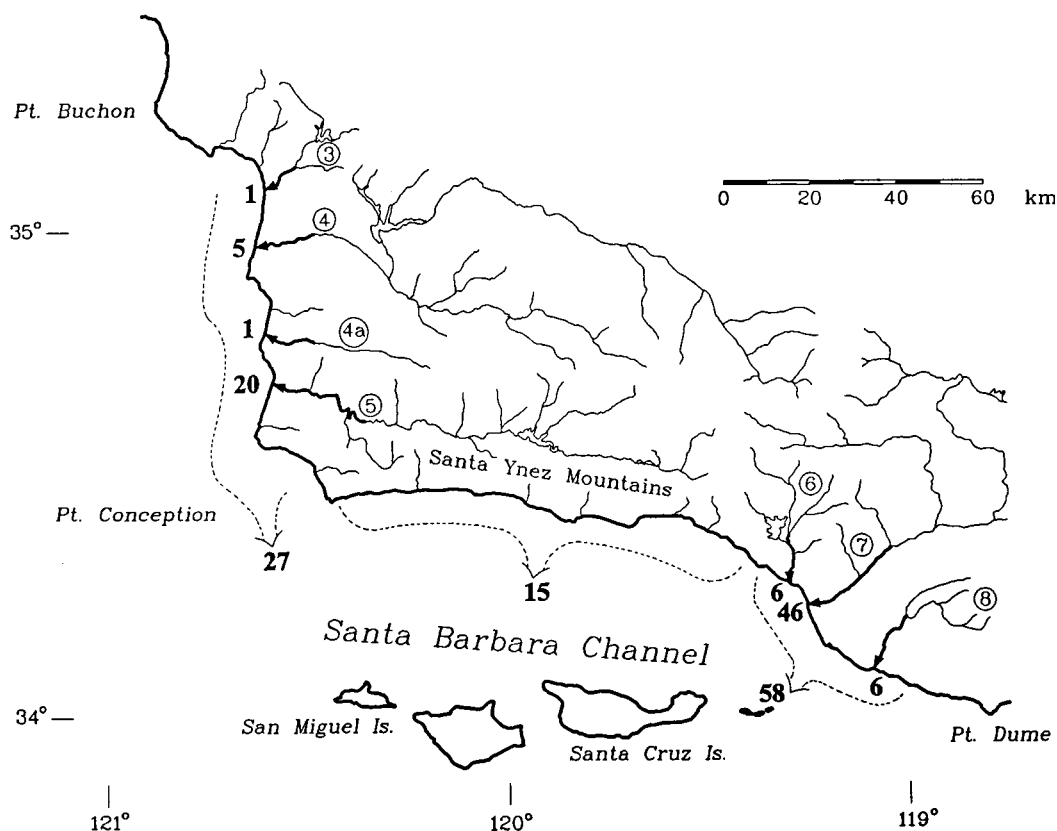 Pt. Buchon
3
0 20 40 60 km
1
35°
4
5
1
4a
20
5
Santa Ynez Mountains
6
Pt. Conception
7
27
15
6
46
8
Santa Barbara Channel
58
6
34°
San Miguel Is.
Santa Cruz Is.
Pt. Dume
121°
120°
119°